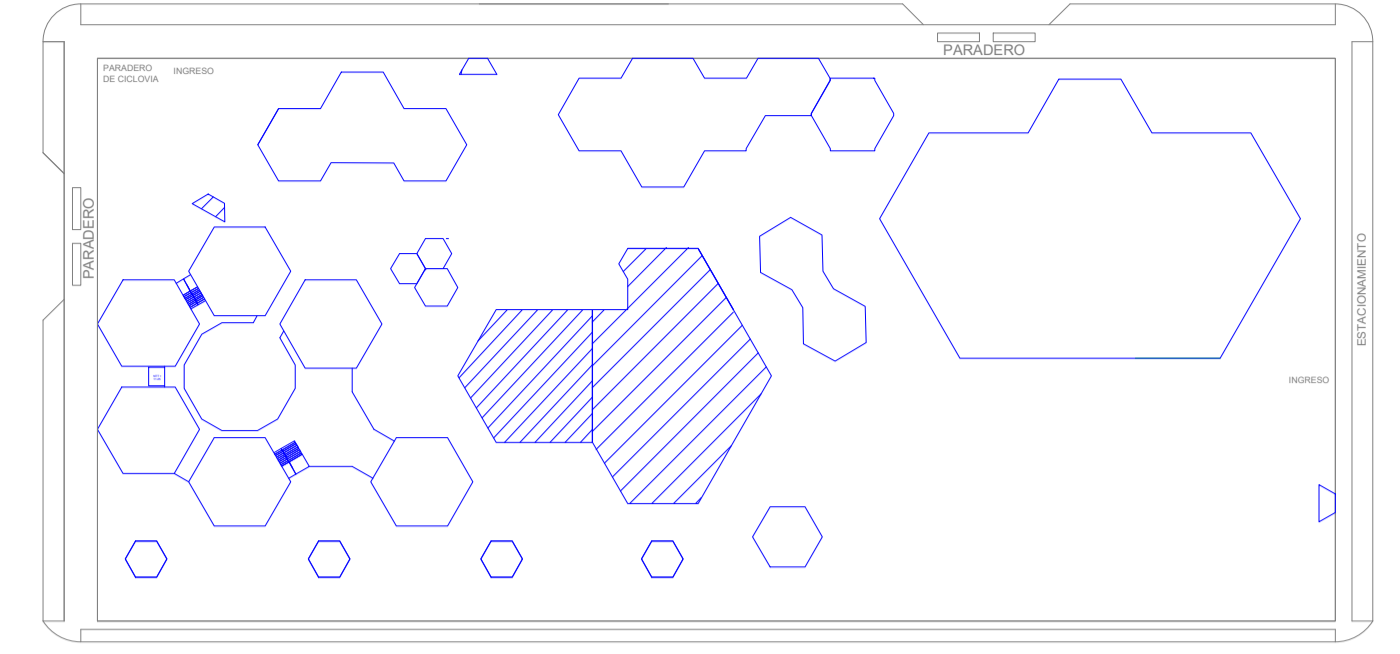 PARADERO
PARADERO
DE CICLOVIA
INGRESO
PARADERO
ESTACIONAMIENTO
INGRESO